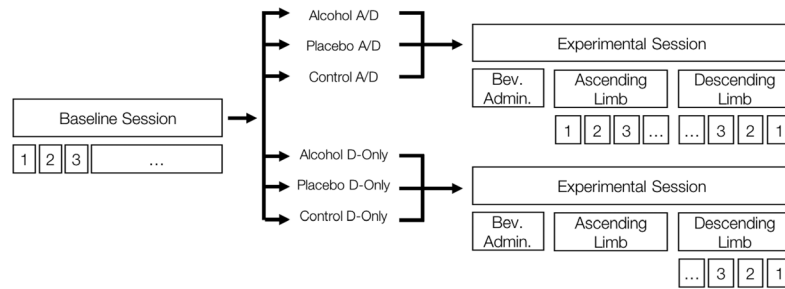 Baseline Session
1 2 3 ...
Alcohol A/D
Placebo A/D
Control A/D
Alcohol D-Only
Placebo D-Only
Control D-Only
Experimental Session
Bev.
Admin.
Ascending
Limb
Descending
Limb
1 2 3 ...
... 3 2 1
Experimental Session
Bev.
Admin.
Ascending
Limb
Descending
Limb
... 3 2 1